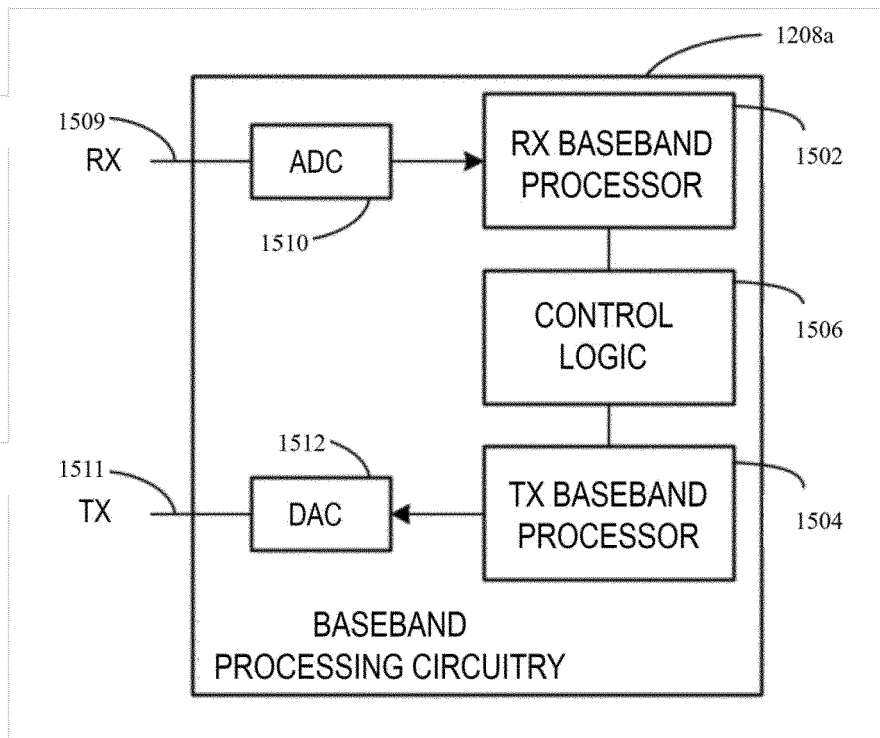 1208a
1509
RX
ADC
1510
RX BASEBAND
PROCESSOR
1502
CONTROL
LOGIC
1506
1511
TX
1512
DAC
TX BASEBAND
PROCESSOR
1504
BASEBAND
PROCESSING CIRCUITRY